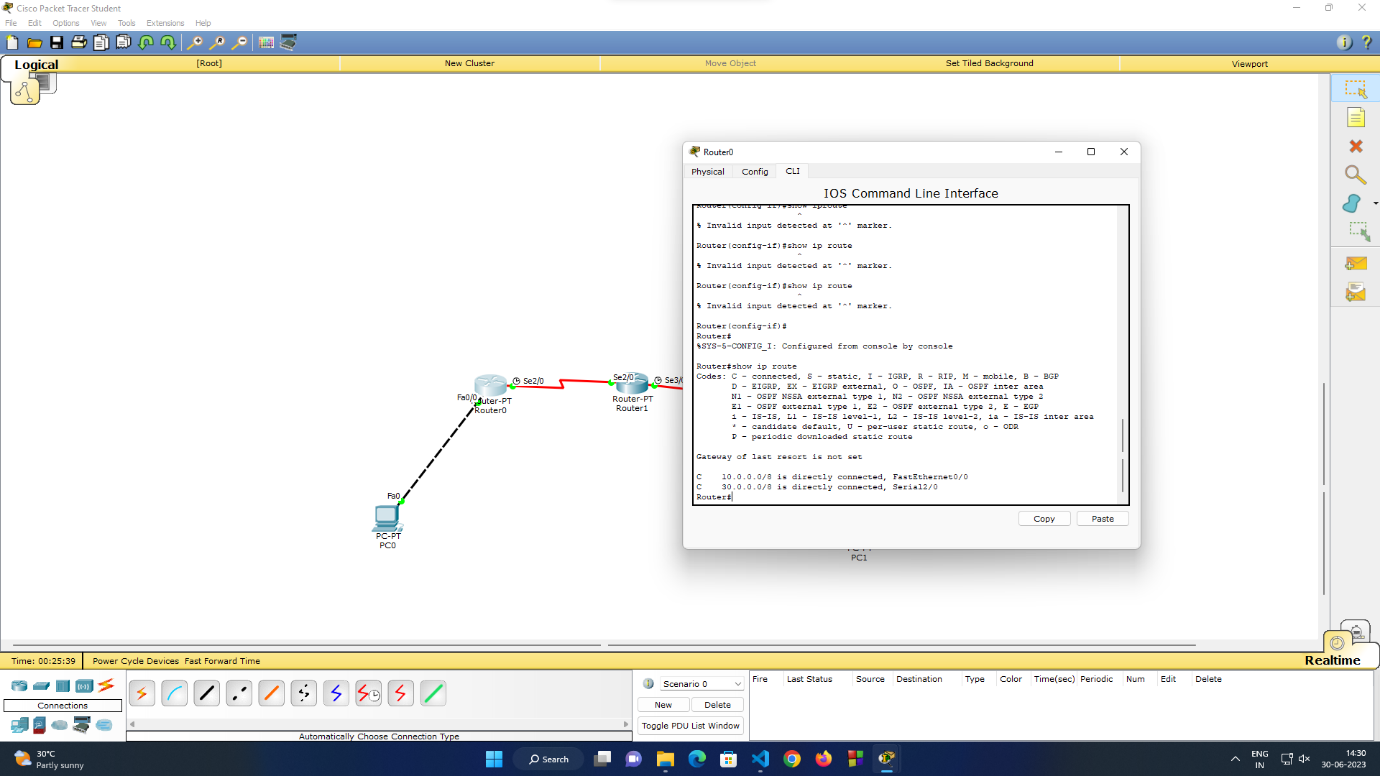 Cisco Packet Tracer Student
File Edit Options View Tools Extensions Help
Logical [Root] New Cluster Move Object Set Tiled Background Viewport
Router0
Physical Config CLI
IOS Command Line Interface
Router(config-if)#show iproute
^
% Invalid input detected at '^' marker.
Router(config-if)#show ip route
^
% Invalid input detected at '^' marker.
Router(config-if)#show ip route
^
% Invalid input detected at '^' marker.
Router(config-if)#
Router#
%SYS-5-CONFIG_I: Configured from console by console
Router#show ip route
Codes: C - connected, S - static, I - IGRP, R - RIP, M - mobile, B - BGP
D - EIGRP, EX - EIGRP external, O - OSPF, IA - OSPF inter area
N1 - OSPF NSSA external type 1, N2 - OSPF NSSA external type 2
E1 - OSPF external type 1, E2 - OSPF external type 2, E - EGP
i - IS-IS, L1 - IS-IS level-1, L2 - IS-IS level-2, ia - IS-IS inter area
* - candidate default, U - per-user static route, o - ODR
P - periodic downloaded static route
Gateway of last resort is not set
C 10.0.0.0/8 is directly connected, FastEthernet0/0
C 30.0.0.0/8 is directly connected, Serial2/0
Router#
Copy Paste
Se2/0 Se2/0 Se3/0
Fa0/0
Router-PT
Router0
Router-PT
Router1
Fa0
PC-PT
PC0
PC1
Time: 00:25:39 Power Cycle Devices Fast Forward Time Realtime
Connections
Automatically Choose Connection Type
Scenario 0
New Delete
Toggle PDU List Window
Fire Last Status Source Destination Type Color Time(sec) Periodic Num Edit Delete
30°C
Partly sunny
Search
ENG
IN
14:30
30-06-2023